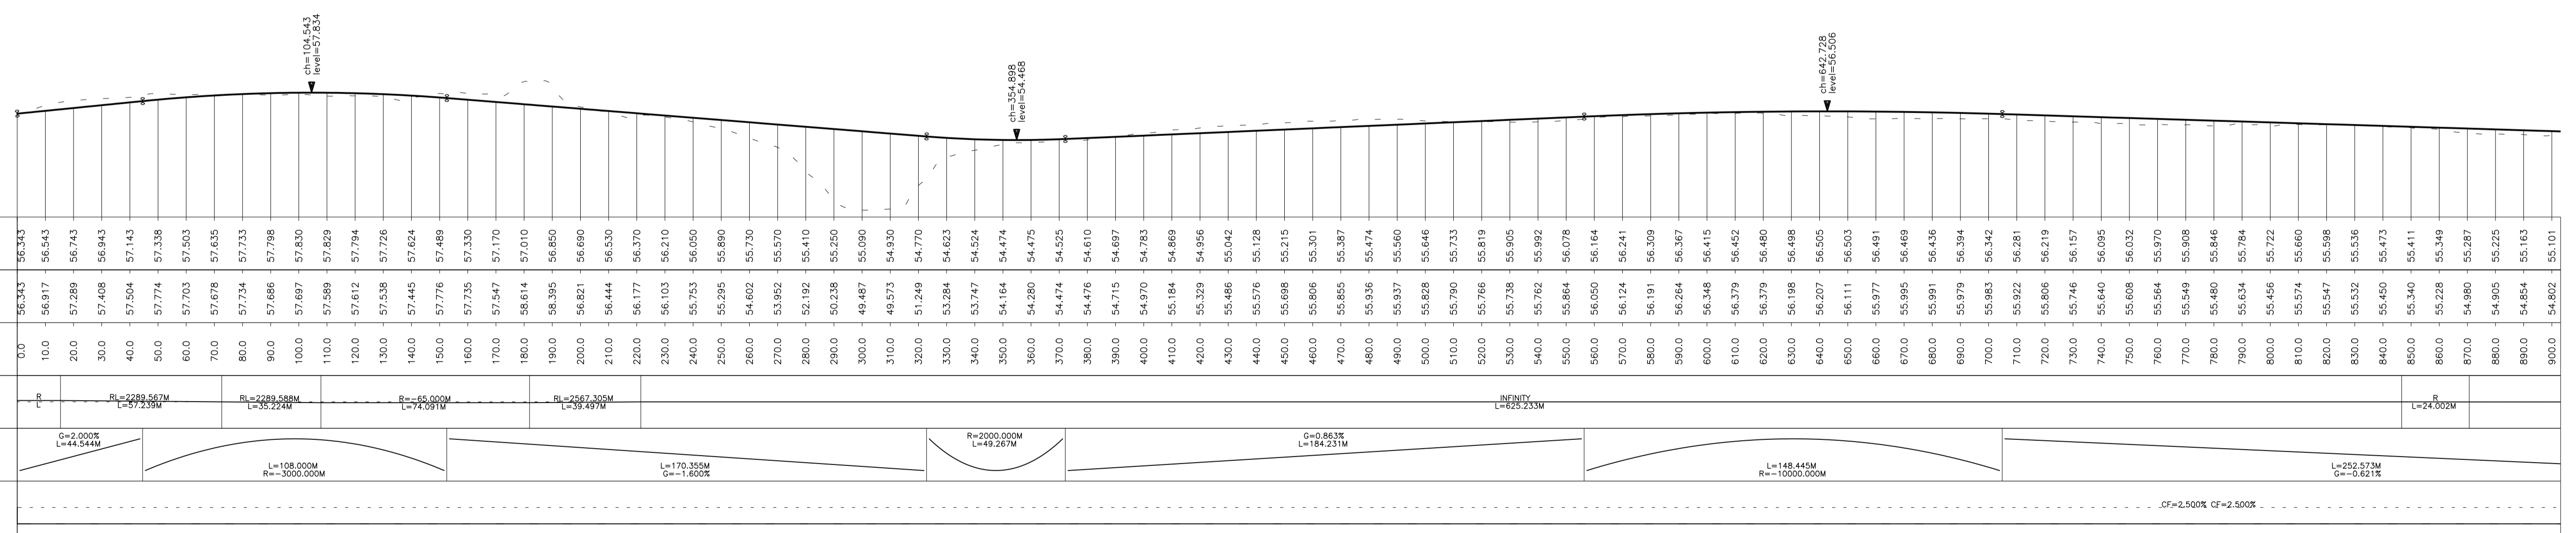 ch=104.543
level=57.834
ch=354.898
level=54.468
ch=642.728
level=56.506
56.343 56.543 56.743 56.943 57.143 57.338 57.503 57.635 57.733 57.798 57.830 57.829 57.794 57.726 57.624 57.489 57.330 57.170 57.010 56.850 56.690 56.530 56.370 56.210 56.050 55.890 55.730 55.570 55.410 55.250 55.090 54.930 54.770 54.623 54.524 54.474 54.475 54.525 54.610 54.697 54.783 54.869 54.956 55.042 55.128 55.215 55.301 55.387 55.474 55.560 55.646 55.733 55.819 55.905 55.992 56.078 56.164 56.241 56.309 56.367 56.415 56.452 56.480 56.498 56.505 56.503 56.491 56.469 56.436 56.394 56.342 56.281 56.219 56.157 56.095 56.032 55.970 55.908 55.846 55.784 55.722 55.660 55.598 55.536 55.473 55.411 55.349 55.287 55.225 55.163 55.101
56.343 56.917 57.289 57.408 57.504 57.774 57.703 57.678 57.734 57.686 57.697 57.589 57.612 57.538 57.445 57.776 57.735 57.547 58.614 58.395 56.821 56.444 56.177 56.103 55.753 55.295 54.602 53.952 52.192 50.238 49.487 49.573 51.249 53.284 53.747 54.164 54.280 54.474 54.476 54.715 54.970 55.184 55.329 55.486 55.576 55.698 55.806 55.855 55.936 55.937 55.828 55.790 55.766 55.738 55.762 55.864 56.050 56.124 56.191 56.264 56.348 56.379 56.379 56.198 56.207 56.111 55.977 55.995 55.991 55.979 55.983 55.922 55.806 55.746 55.640 55.608 55.564 55.549 55.480 55.634 55.456 55.574 55.547 55.532 55.450 55.340 55.228 54.980 54.905 54.854 54.802
0.0 10.0 20.0 30.0 40.0 50.0 60.0 70.0 80.0 90.0 100.0 110.0 120.0 130.0 140.0 150.0 160.0 170.0 180.0 190.0 200.0 210.0 220.0 230.0 240.0 250.0 260.0 270.0 280.0 290.0 300.0 310.0 320.0 330.0 340.0 350.0 360.0 370.0 380.0 390.0 400.0 410.0 420.0 430.0 440.0 450.0 460.0 470.0 480.0 490.0 500.0 510.0 520.0 530.0 540.0 550.0 560.0 570.0 580.0 590.0 600.0 610.0 620.0 630.0 640.0 650.0 660.0 670.0 680.0 690.0 700.0 710.0 720.0 730.0 740.0 750.0 760.0 770.0 780.0 790.0 800.0 810.0 820.0 830.0 840.0 850.0 860.0 870.0 880.0 890.0 900.0
R RL=2289.567M RL=2289.588M R=-65.000M RL=2567.305M INFINITY R
L L=57.239M L=35.224M L=74.091M L=39.497M L=625.233M L=24.002M
G=2.000% R=2000.000M G=0.863%
L=44.544M L=49.267M L=184.231M
L=108.000M L=170.355M L=148.445M L=252.573M
R=-3000.000M G=-1.600% R=-10000.000M G=-0.621%
CF=2.500% CF=2.500%